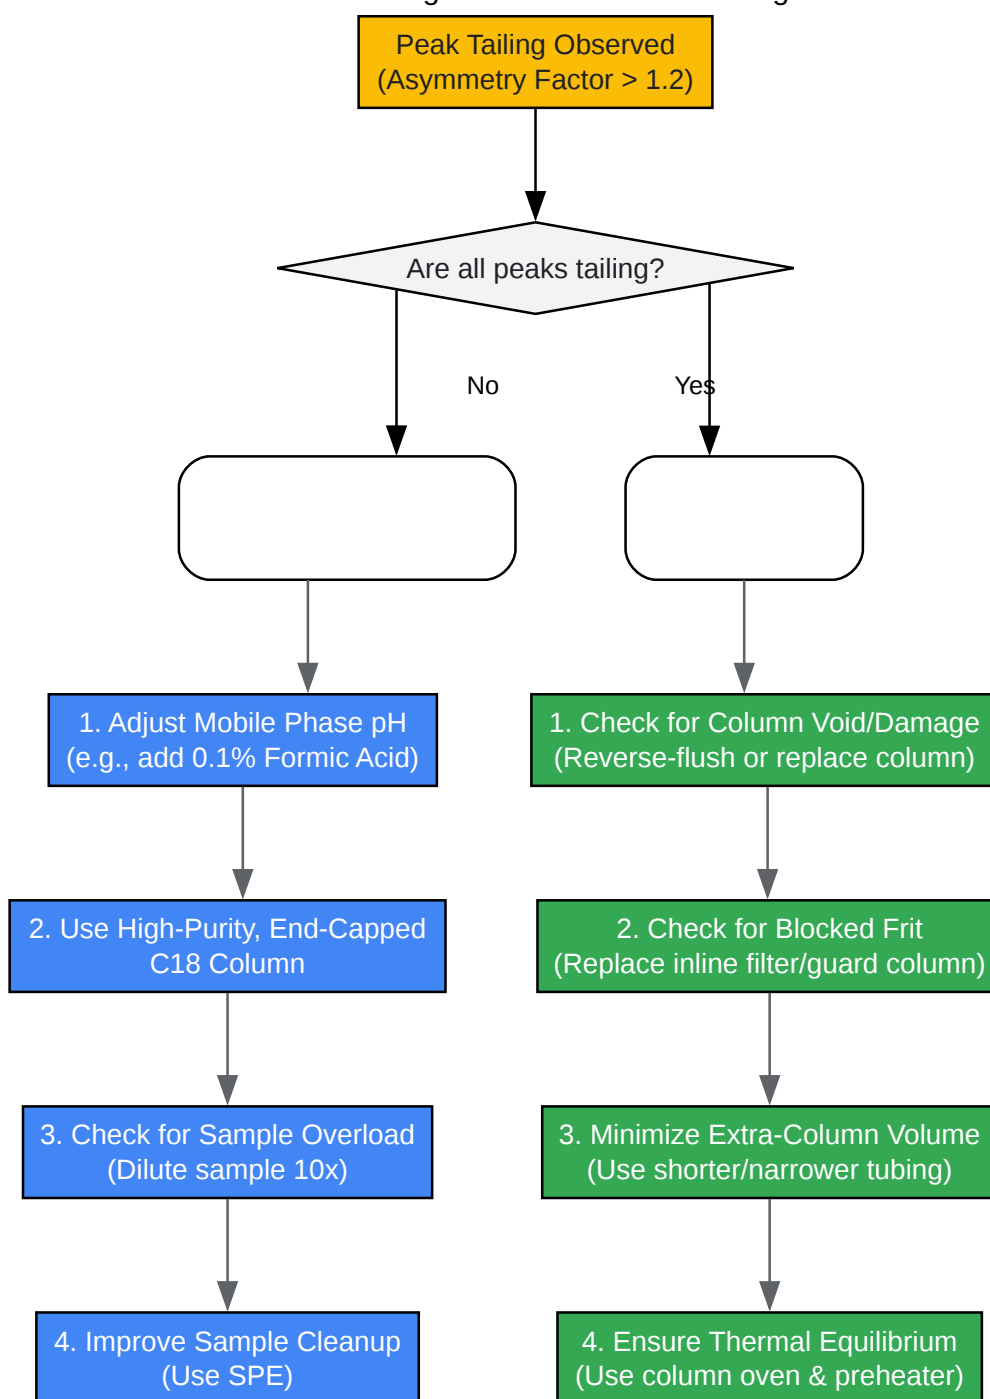 Peak Tailing Observed
(Asymmetry Factor > 1.2)
Are all peaks tailing?
No
Yes
1. Adjust Mobile Phase pH
(e.g., add 0.1% Formic Acid)
1. Check for Column Void/Damage
(Reverse-flush or replace column)
2. Use High-Purity, End-Capped
C18 Column
2. Check for Blocked Frit
(Replace inline filter/guard column)
3. Check for Sample Overload
(Dilute sample 10x)
3. Minimize Extra-Column Volume
(Use shorter/narrower tubing)
4. Improve Sample Cleanup
(Use SPE)
4. Ensure Thermal Equilibrium
(Use column oven & preheater)